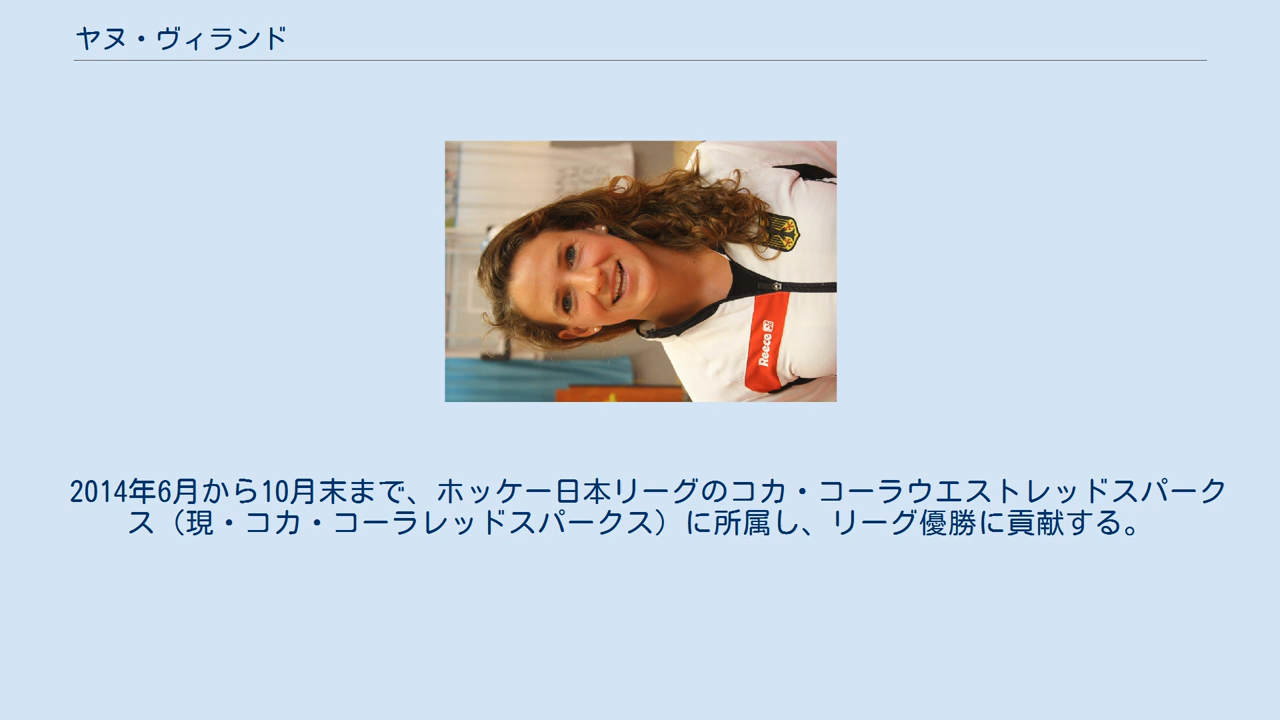 ヤヌ・ヴィランド
Reece
2014年6月から10月末まで、ホッケー日本リーグのコカ・コーラウエストレッドスパーク
ス（現・コカ・コーラレッドスパークス）に所属し、リーグ優勝に貢献する。